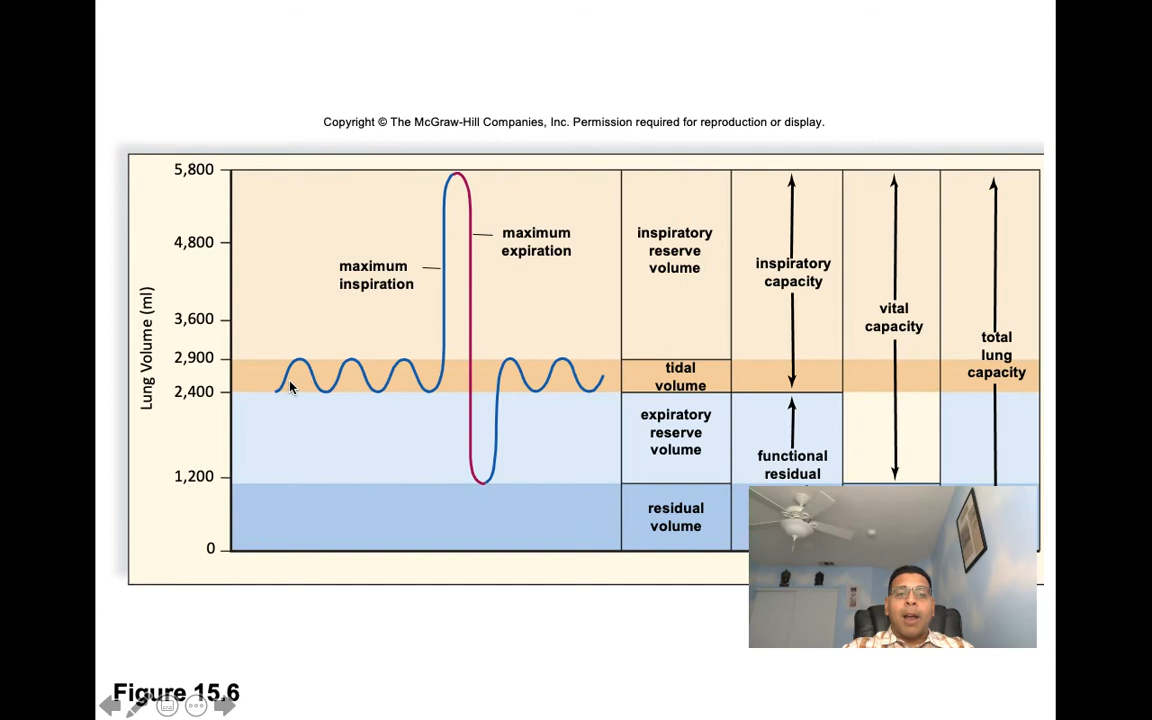 Copyright © The McGraw-Hill Companies, Inc. Permission required for reproduction or display.
5,800
4,800
3,600
2,900
2,400
1,200
0
Lung Volume (ml)
maximum
inspiration
maximum
expiration
inspiratory
reserve
volume
tidal
volume
expiratory
reserve
volume
residual
volume
inspiratory
capacity
functional
residual
vital
capacity
total
lung
capacity
Figure 15.6